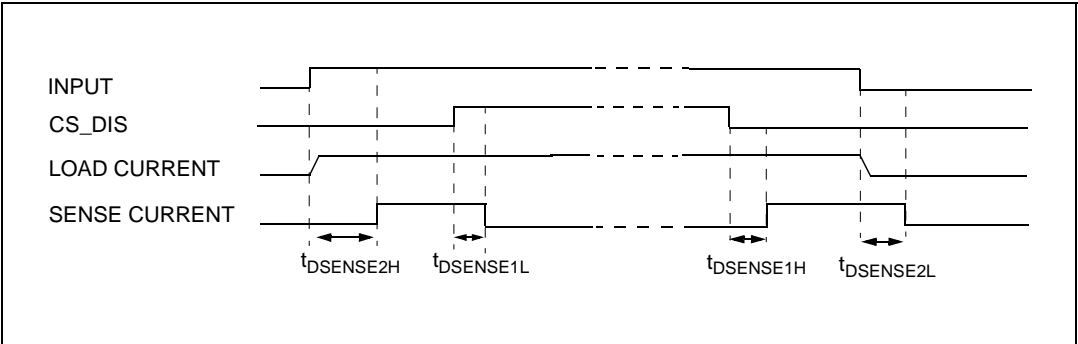 INPUT
CS_DIS
LOAD CURRENT
SENSE CURRENT
tDSENSE2H tDSENSE1L tDSENSE1H tDSENSE2L